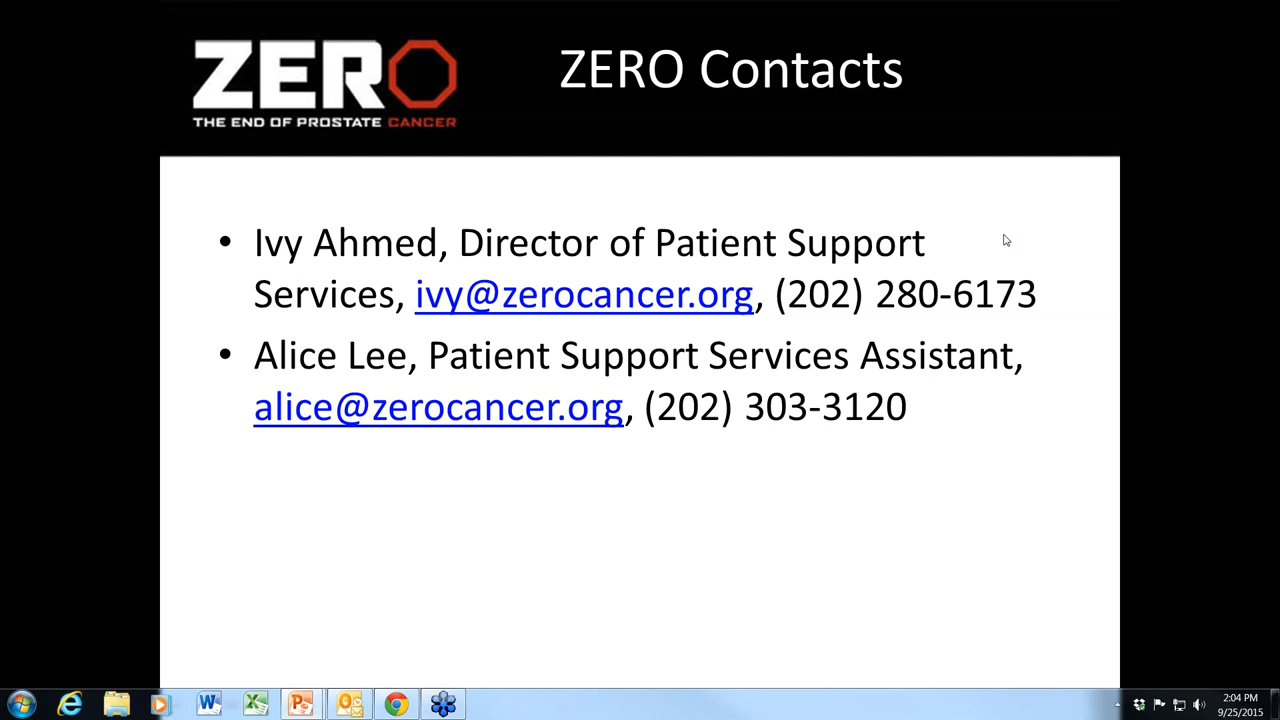 ZERO
THE END OF PROSTATE CANCER
ZERO Contacts
• Ivy Ahmed, Director of Patient Support
Services, ivy@zerocancer.org, (202) 280-6173
• Alice Lee, Patient Support Services Assistant,
alice@zerocancer.org, (202) 303-3120
2:04 PM
9/25/2015